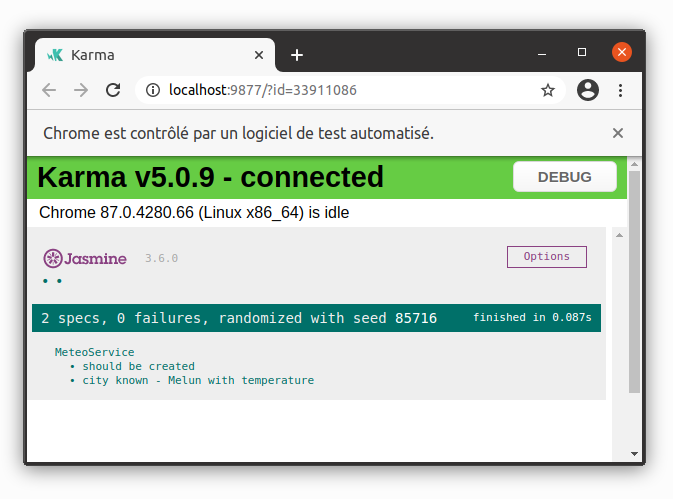 Karma
localhost:9877/?id=33911086
Chrome est contrôlé par un logiciel de test automatisé.
Karma v5.0.9 - connected
DEBUG
Chrome 87.0.4280.66 (Linux x86_64) is idle
Jasmine 3.6.0
Options
• •
2 specs, 0 failures, randomized with seed 85716
finished in 0.087s
MeteoService
• should be created
• city known - Melun with temperature